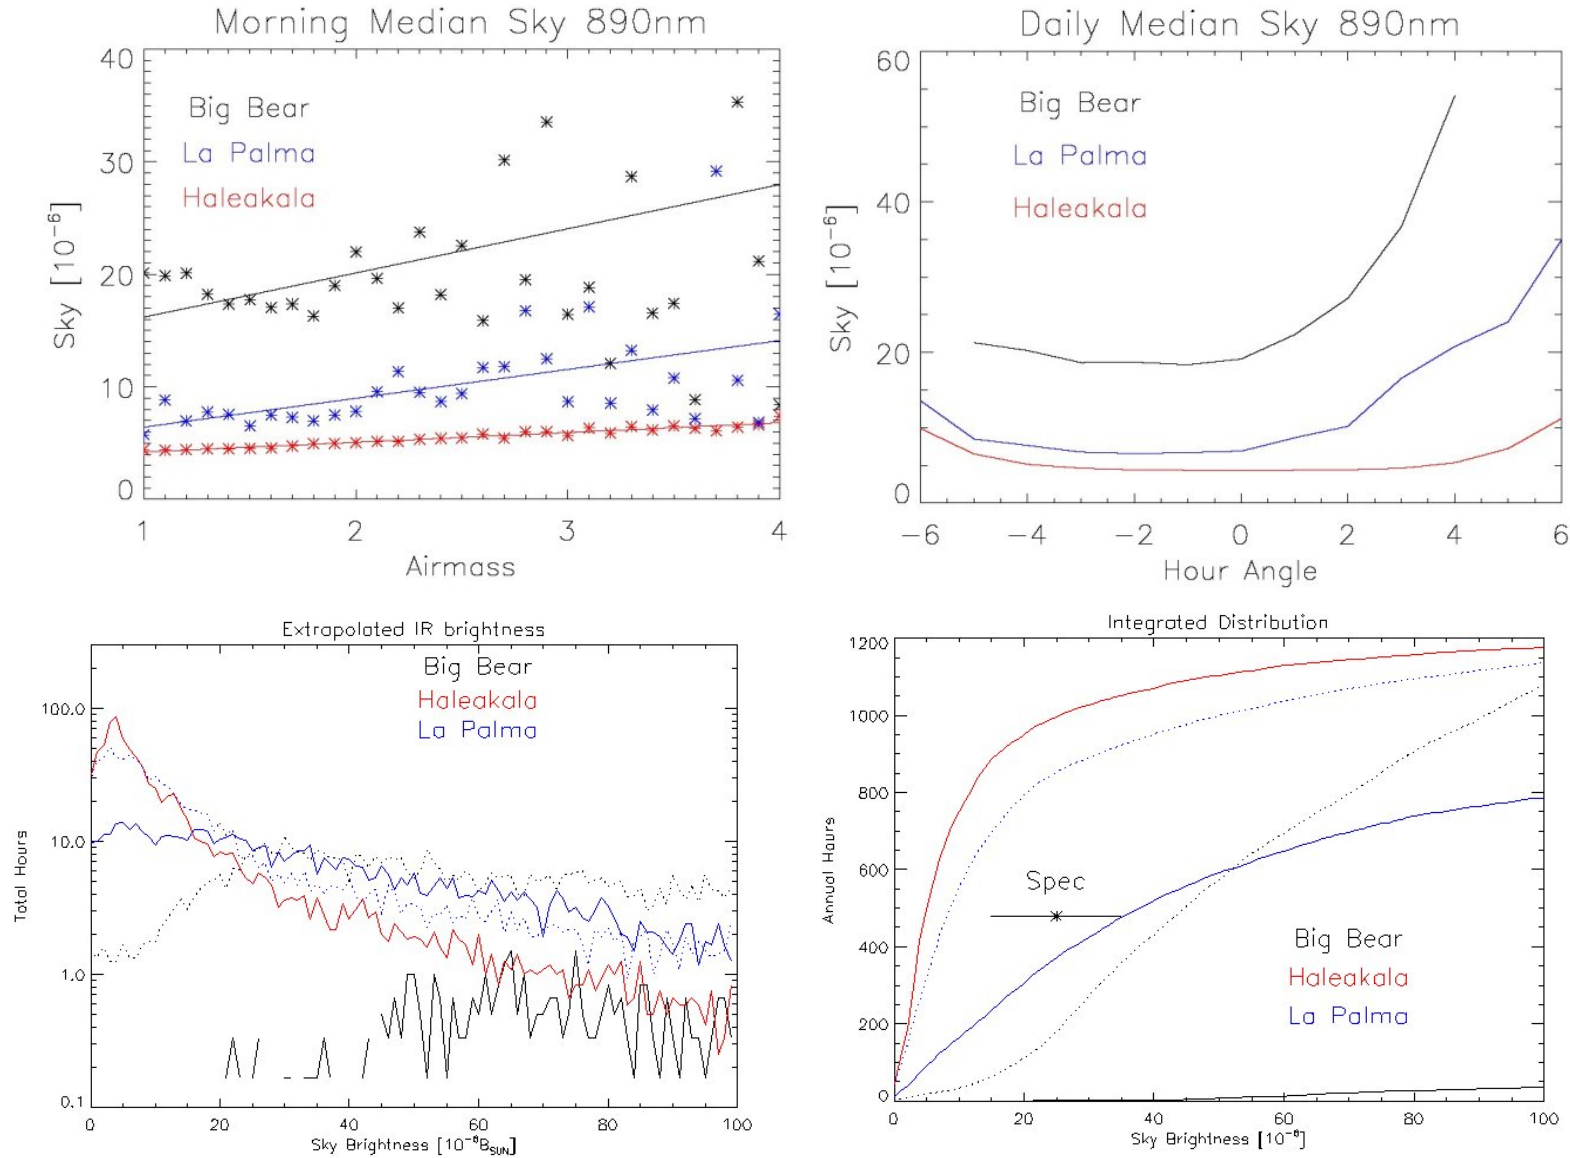 Morning Median Sky 890nm
40
30
20
10
0
Sky [10⁻⁶]
Big Bear
La Palma
Haleakala
1 2 3 4
Airmass
Daily Median Sky 890nm
60
40
20
0
Sky [10⁻⁶]
Big Bear
La Palma
Haleakala
−6 −4 −2 0 2 4 6
Hour Angle
Extrapolated IR brightness
100.0
10.0
1.0
0.1
Total Hours
Big Bear
Haleakala
La Palma
0 20 40 60 80 100
Sky Brightness [10⁻⁶B_SUN]
Integrated Distribution
1200
1000
800
600
400
200
0
Annual Hours
Spec
Big Bear
Haleakala
La Palma
0 20 40 60 80 100
Sky Brightness [10⁻⁶]